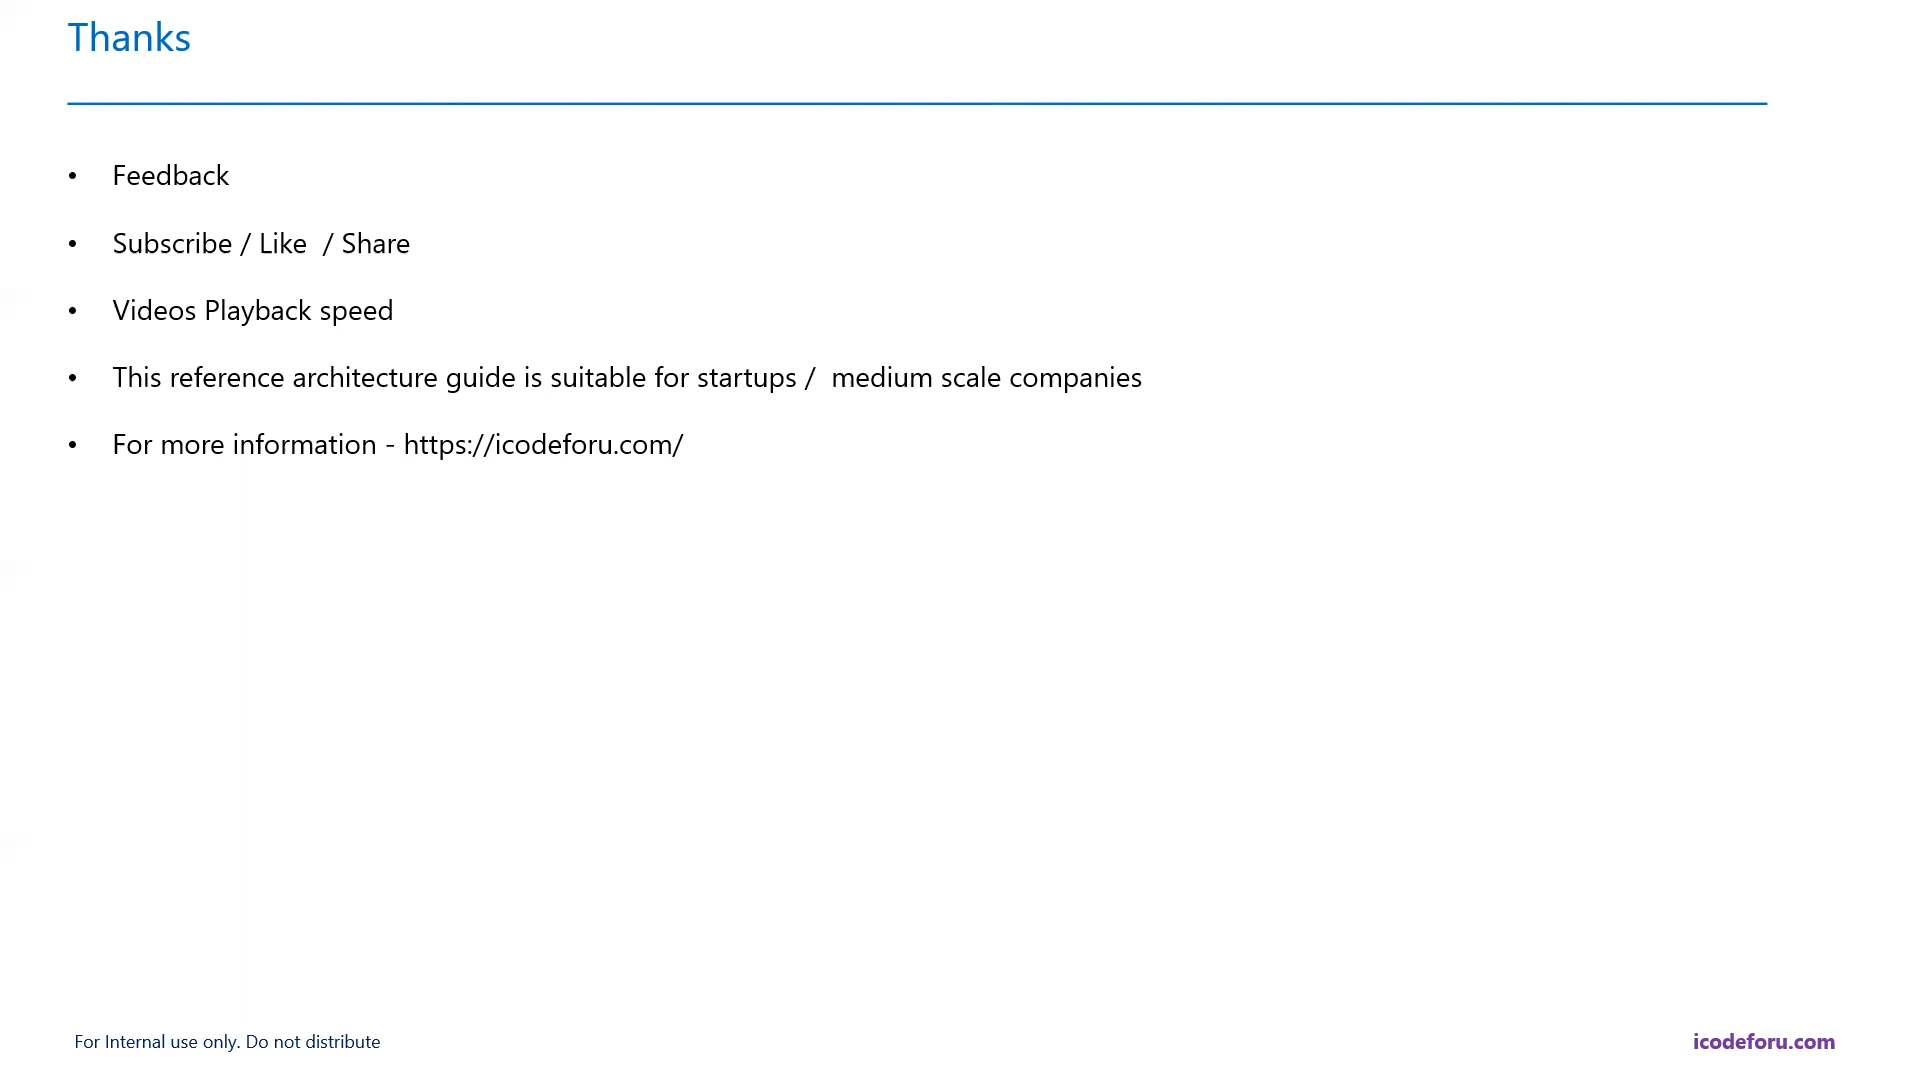 Thanks
• Feedback
• Subscribe / Like  / Share
• Videos Playback speed
• This reference architecture guide is suitable for startups /  medium scale companies
• For more information - https://icodeforu.com/
For Internal use only. Do not distribute
icodeforu.com